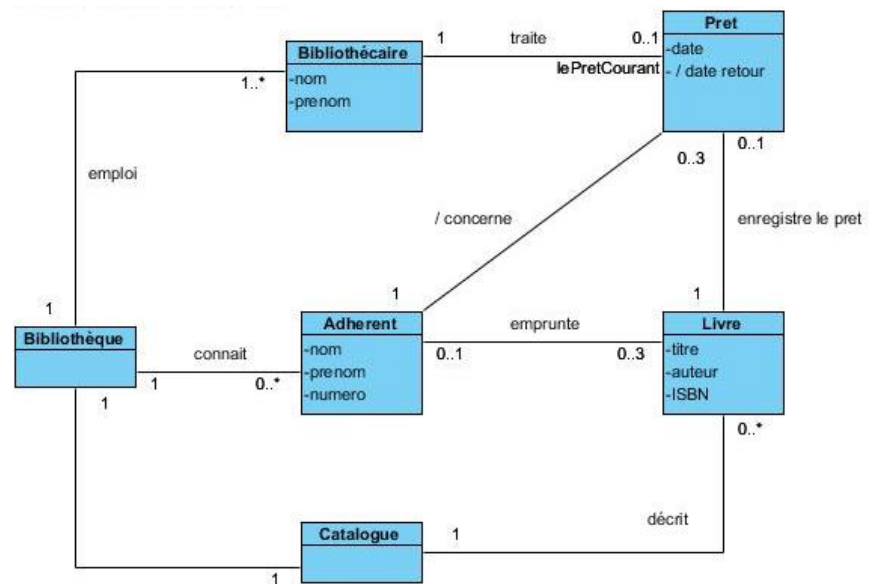 Pret
-date
- / date retour
1
traite
0..1
lePretCourant
Bibliothécaire
-nom
-prenom
1..*
emploi
0..3
0..1
/ concerne
enregistre le pret
1
1
1
Bibliothèque
connait
1
0..*
Adherent
-nom
-prenom
-numero
emprunte
0..1
0..3
Livre
-titre
-auteur
-ISBN
1
0..*
décrit
Catalogue
1
1